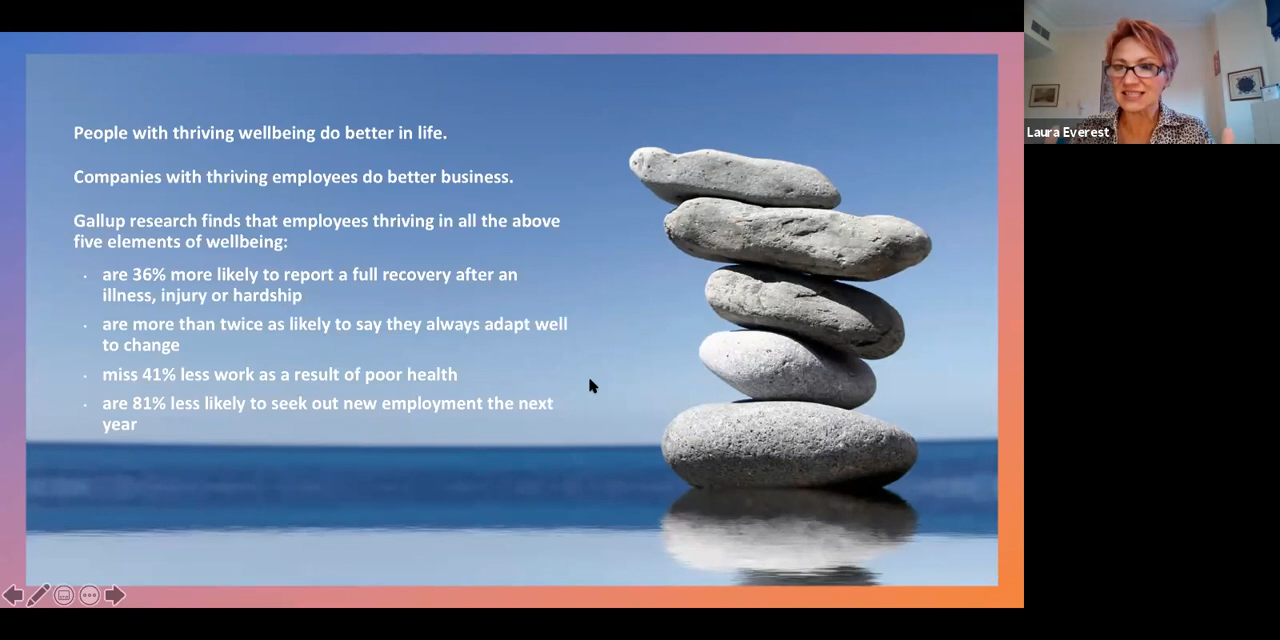 People with thriving wellbeing do better in life.
Companies with thriving employees do better business.
Gallup research finds that employees thriving in all the above
five elements of wellbeing:
· are 36% more likely to report a full recovery after an
illness, injury or hardship
· are more than twice as likely to say they always adapt well
to change
· miss 41% less work as a result of poor health
· are 81% less likely to seek out new employment the next
year
Laura Everest